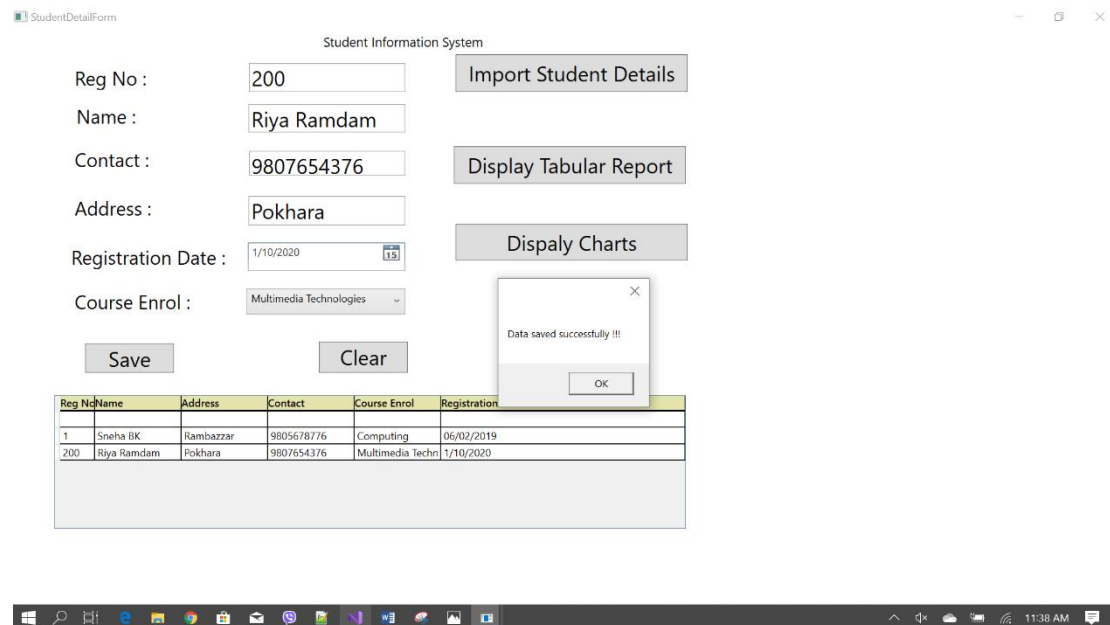 StudentDetailForm
Student Information System
Reg No : 200 Import Student Details
Name : Riya Ramdam
Contact : 9807654376 Display Tabular Report
Address : Pokhara
Registration Date : 1/10/2020 15 Dispaly Charts
Course Enrol : Multimedia Technologies
Data saved successfully !!!
OK
Save Clear
Reg No Name Address Contact Course Enrol Registration
1 Sneha BK Rambazzar 9805678776 Computing 06/02/2019
200 Riya Ramdam Pokhara 9807654376 Multimedia Techn 1/10/2020
11:38 AM